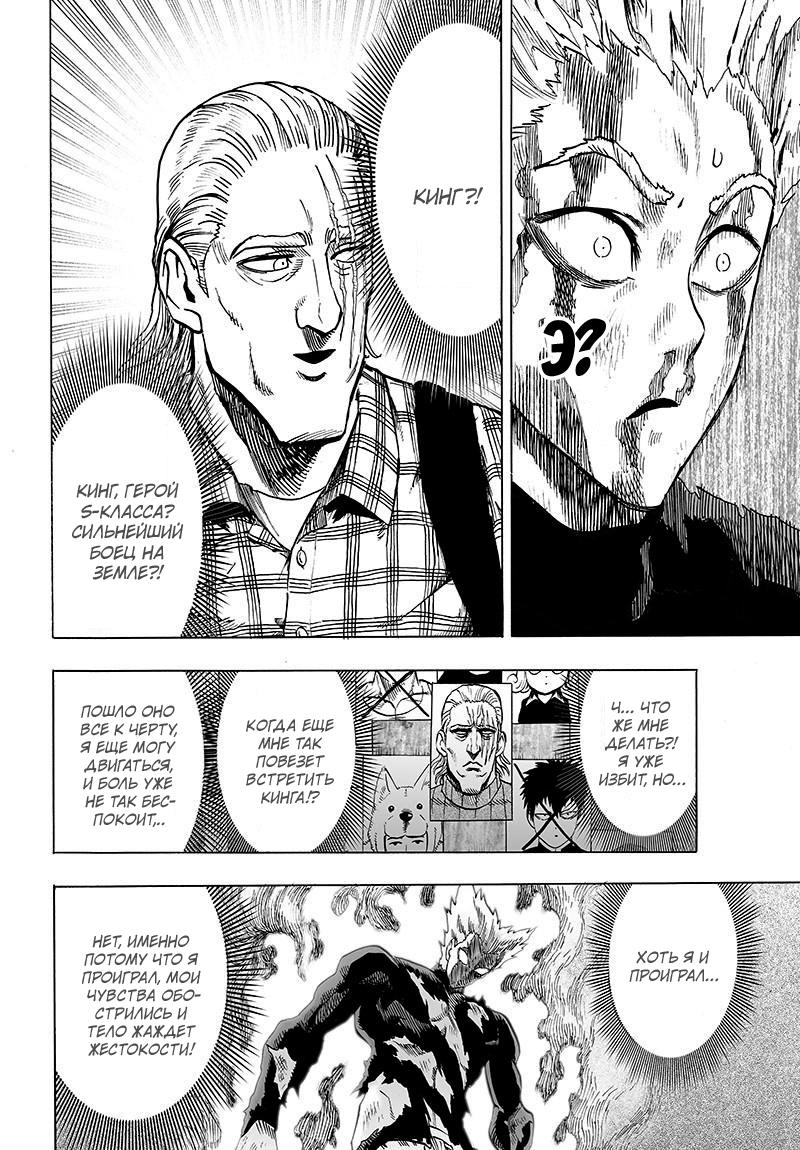 Э?
КИНГ?!
КИНГ, ГЕРОЙ
S-КЛАССА?
СИЛЬНЕЙШИЙ
БОЕЦ НА
ЗЕМЛЕ?!
Ч... ЧТО
ЖЕ МНЕ
ДЕЛАТЬ?!
Я УЖЕ
ИЗБИТ, НО...
КОГДА ЕЩЕ
МНЕ ТАК
ПОВЕЗЕТ
ВСТРЕТИТЬ
КИНГА!?
ПОШЛО ОНО
ВСЕ К ЧЕРТУ,
Я ЕЩЕ МОГУ
ДВИГАТЬСЯ,
И БОЛЬ УЖЕ
НЕ ТАК БЕС-
ПОКОИТ,..
ХОТЬ Я И
ПРОИГРАЛ...
НЕТ, ИМЕННО
ПОТОМУ ЧТО Я
ПРОИГРАЛ, МОИ
ЧУВСТВА ОБО-
СТРИЛИСЬ И
ТЕЛО ЖАЖДЕТ
ЖЕСТОКОСТИ!